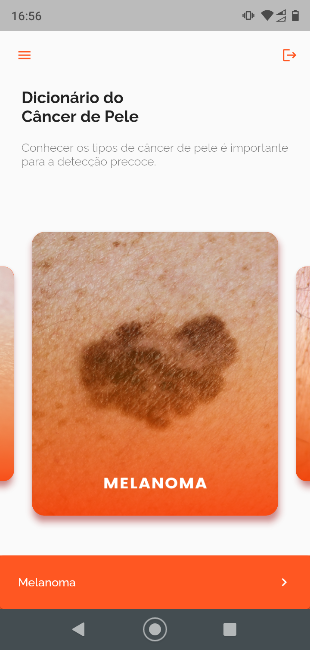 16:56
Dicionário do
Câncer de Pele
Conhecer os tipos de câncer de pele é importante
para a detecção precoce.
MELANOMA
Melanoma